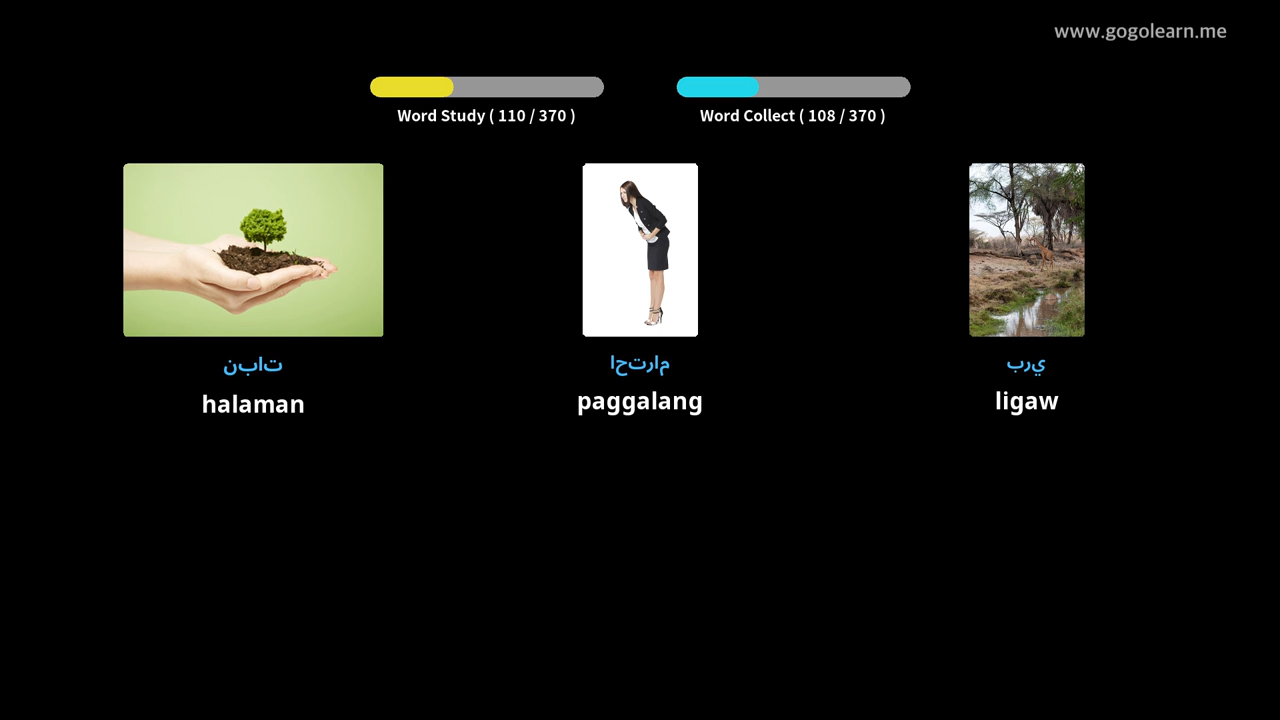 www.gogolearn.me
Word Study ( 110 / 370 )
Word Collect ( 108 / 370 )
نبات
احترام
بري
halaman
paggalang
ligaw